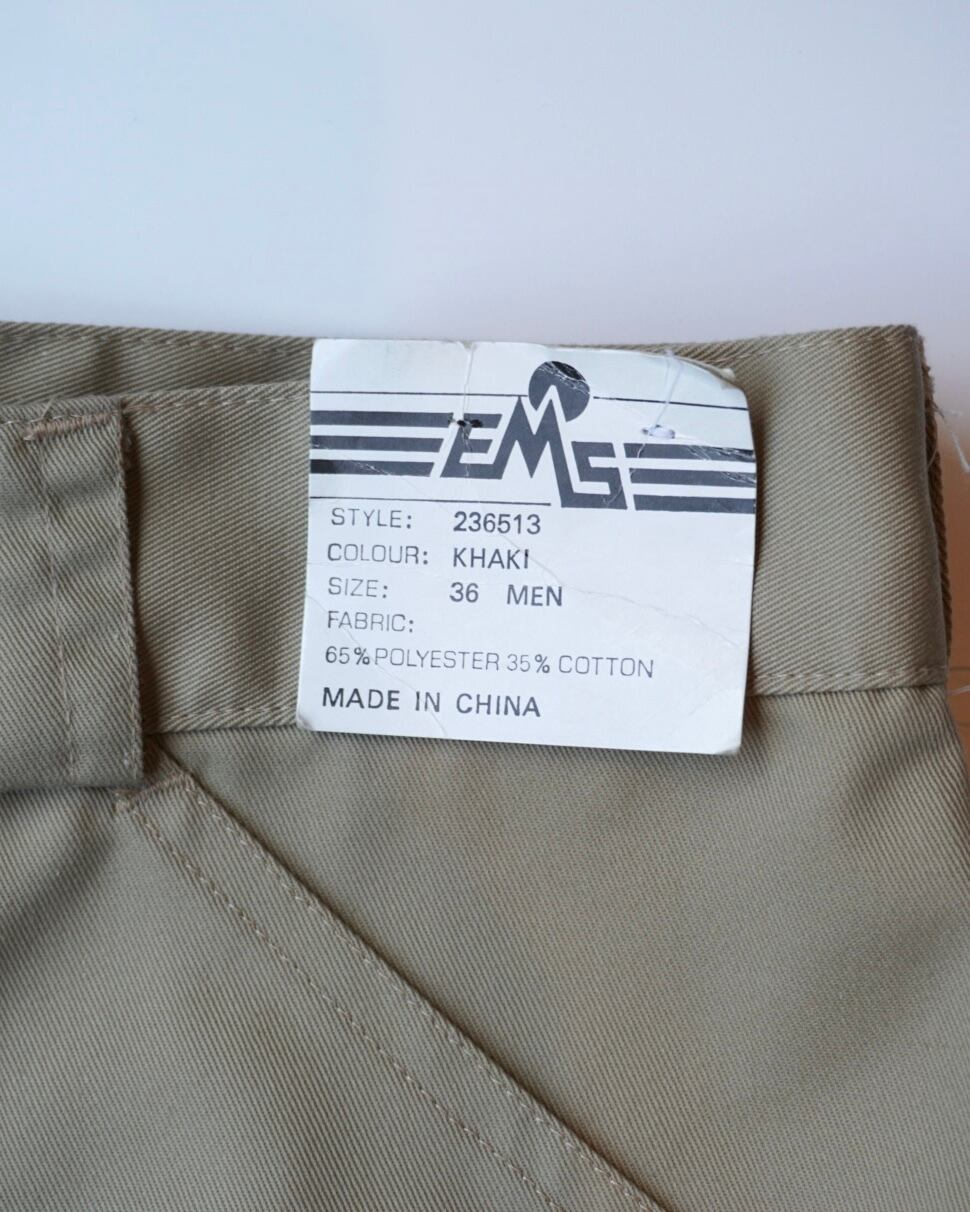 EMS
STYLE: 236513
COLOUR: KHAKI
SIZE: 36 MEN
FABRIC:
65% POLYESTER 35% COTTON
MADE IN CHINA